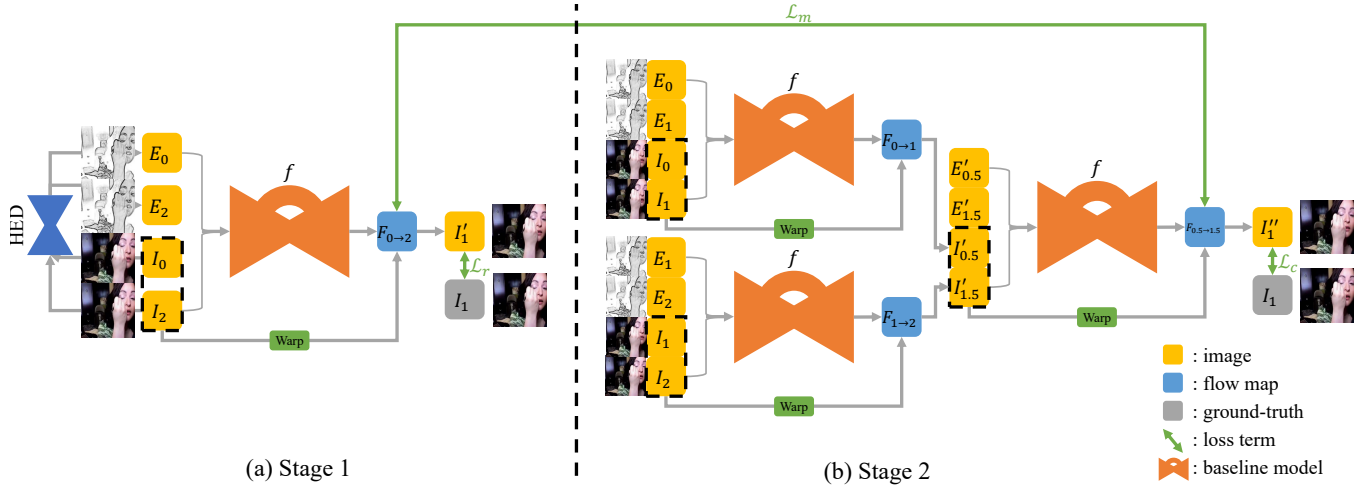 HED
E₀
E₂
I₀
I₂
f
F₀→₂
I′₁
ℒᵣ
I₁
Warp
(a) Stage 1
ℒₘ
E₀
E₁
I₀
I₁
f
F₀→₁
Warp
E₁
E₂
I₁
I₂
f
F₁→₂
Warp
E′₀.₅
E′₁.₅
I′₀.₅
I′₁.₅
f
F₀.₅→₁.₅
I′′₁
ℒ_c
I₁
Warp
(b) Stage 2
: image
: flow map
: ground-truth
: loss term
: baseline model